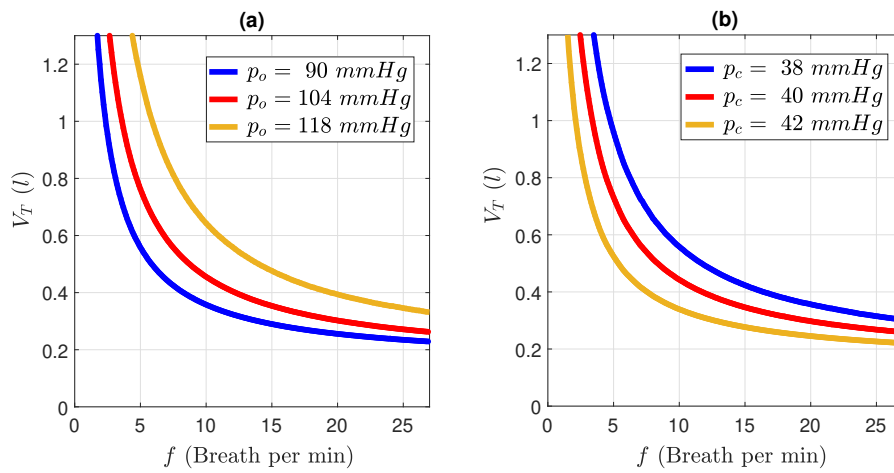 (a)
1.2
1
0.8
0.6
0.4
0.2
0
V_T (l)
p_o = 90 mmHg
p_o = 104 mmHg
p_o = 118 mmHg
0 5 10 15 20 25
f (Breath per min)
(b)
1.2
1
0.8
0.6
0.4
0.2
0
V_T (l)
p_c = 38 mmHg
p_c = 40 mmHg
p_c = 42 mmHg
0 5 10 15 20 25
f (Breath per min)